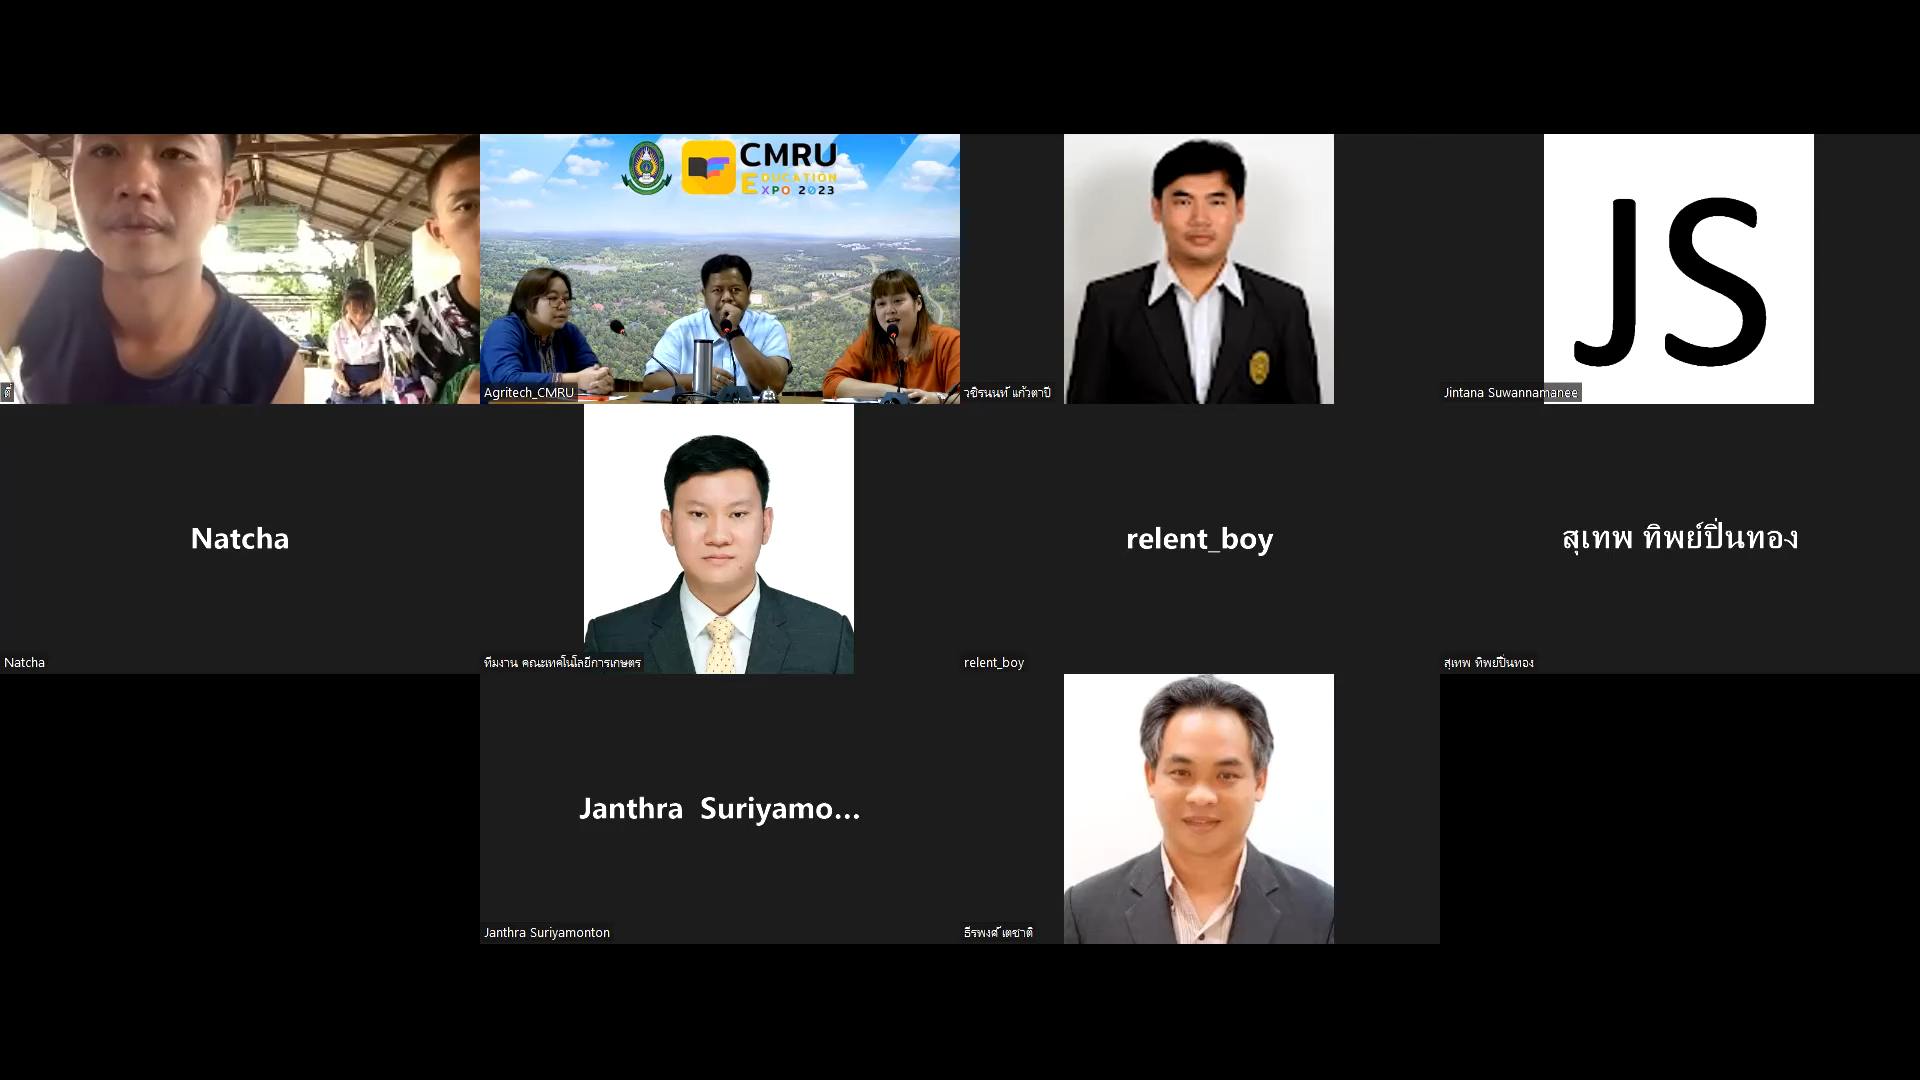 CMRU
EDUCATION
EXPO 2023
ตี๋
Agritech_CMRU
วชิรนนท์ แก้วตาปี
JS
Jintana Suwannamanee
Natcha
relent_boy
สุเทพ ทิพย์ปิ่นทอง
Natcha
ทีมงาน คณะเทคโนโลยีการเกษตร
relent_boy
สุเทพ ทิพย์ปิ่นทอง
Janthra Suriyamo...
Janthra Suriyamonton
ธีรพงศ์ เตชาติ